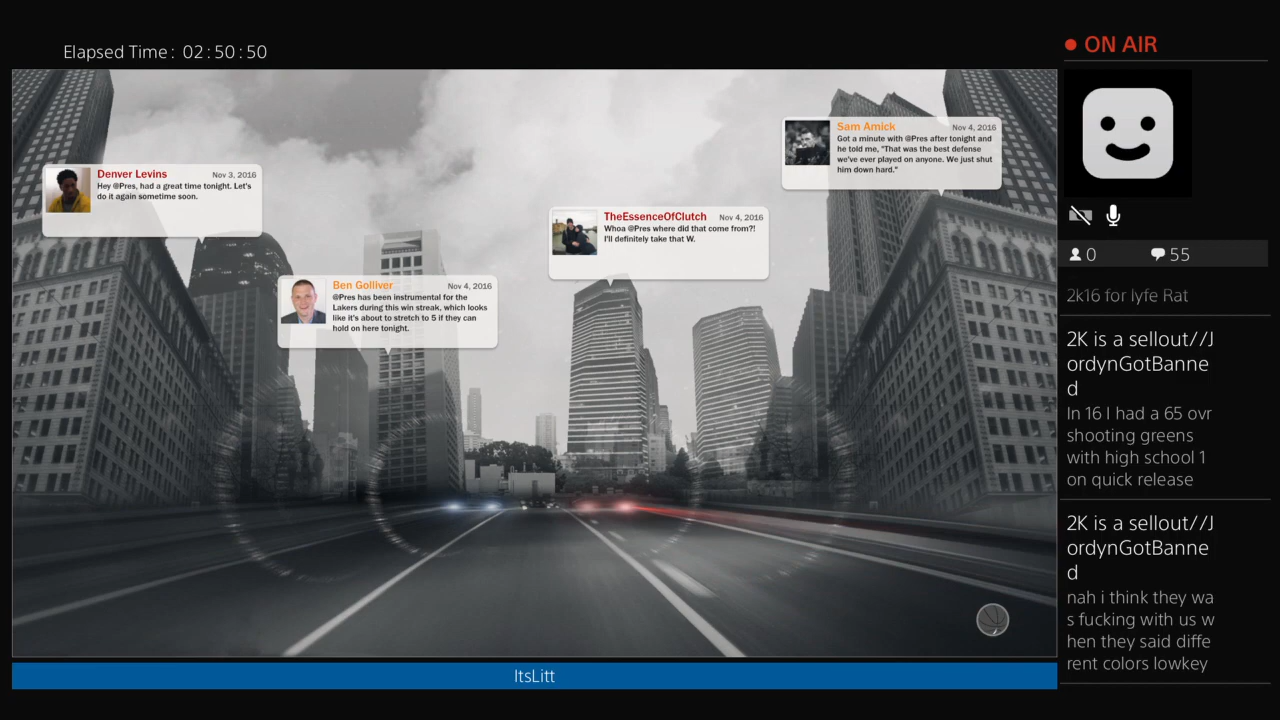 Elapsed Time: 02:50:50
ON AIR
Denver Levins Nov 3, 2016
Hey @Pres, had a great time tonight. Let's
do it again sometime soon.
Ben Golliver Nov 4, 2016
@Pres has been instrumental for the
Lakers during this win streak, which looks
like it's about to stretch to 5 if they can
hold on here tonight.
TheEssenceOfClutch Nov 4, 2016
Whoa @Pres where did that come from?!
I'll definitely take that W.
Sam Amick Nov 4, 2016
Got a minute with @Pres after tonight and
he told me, "That was the best defense
we've ever played on anyone. We just shut
him down hard."
0 55
2k16 for lyfe Rat
2K is a sellout//J
ordynGotBanne
d
In 16 I had a 65 ovr
shooting greens
with high school 1
on quick release
2K is a sellout//J
ordynGotBanne
d
nah i think they wa
s fucking with us w
hen they said diffe
rent colors lowkey
ItsLitt